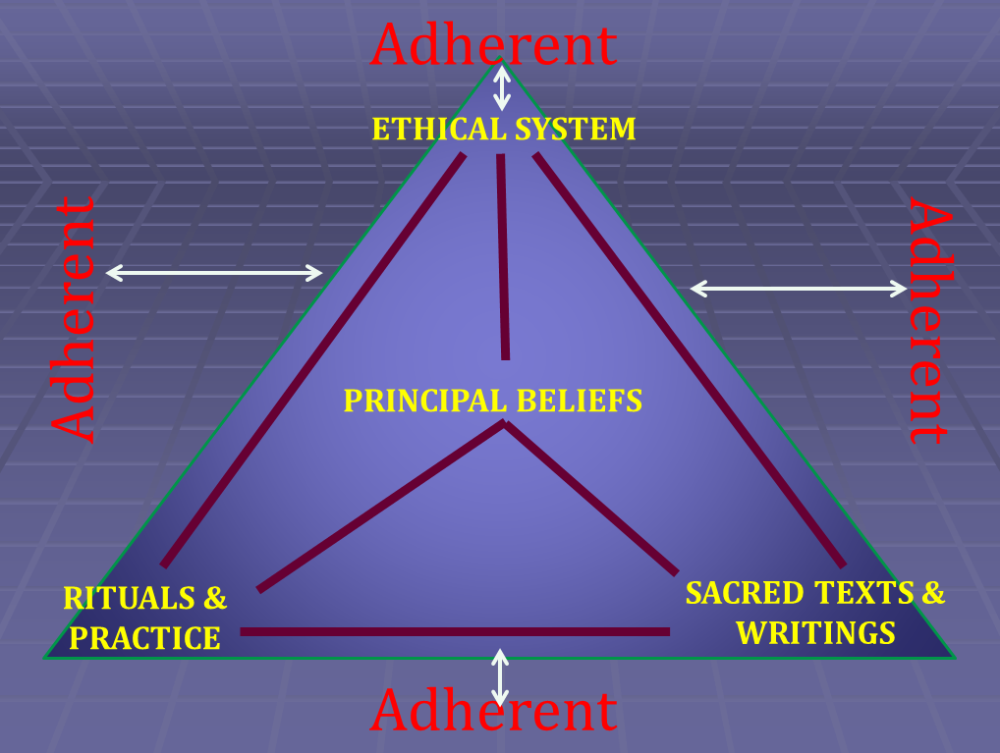 Adherent
ETHICAL SYSTEM
Adherent
Adherent
PRINCIPAL BELIEFS
RITUALS &
PRACTICE
SACRED TEXTS &
WRITINGS
Adherent